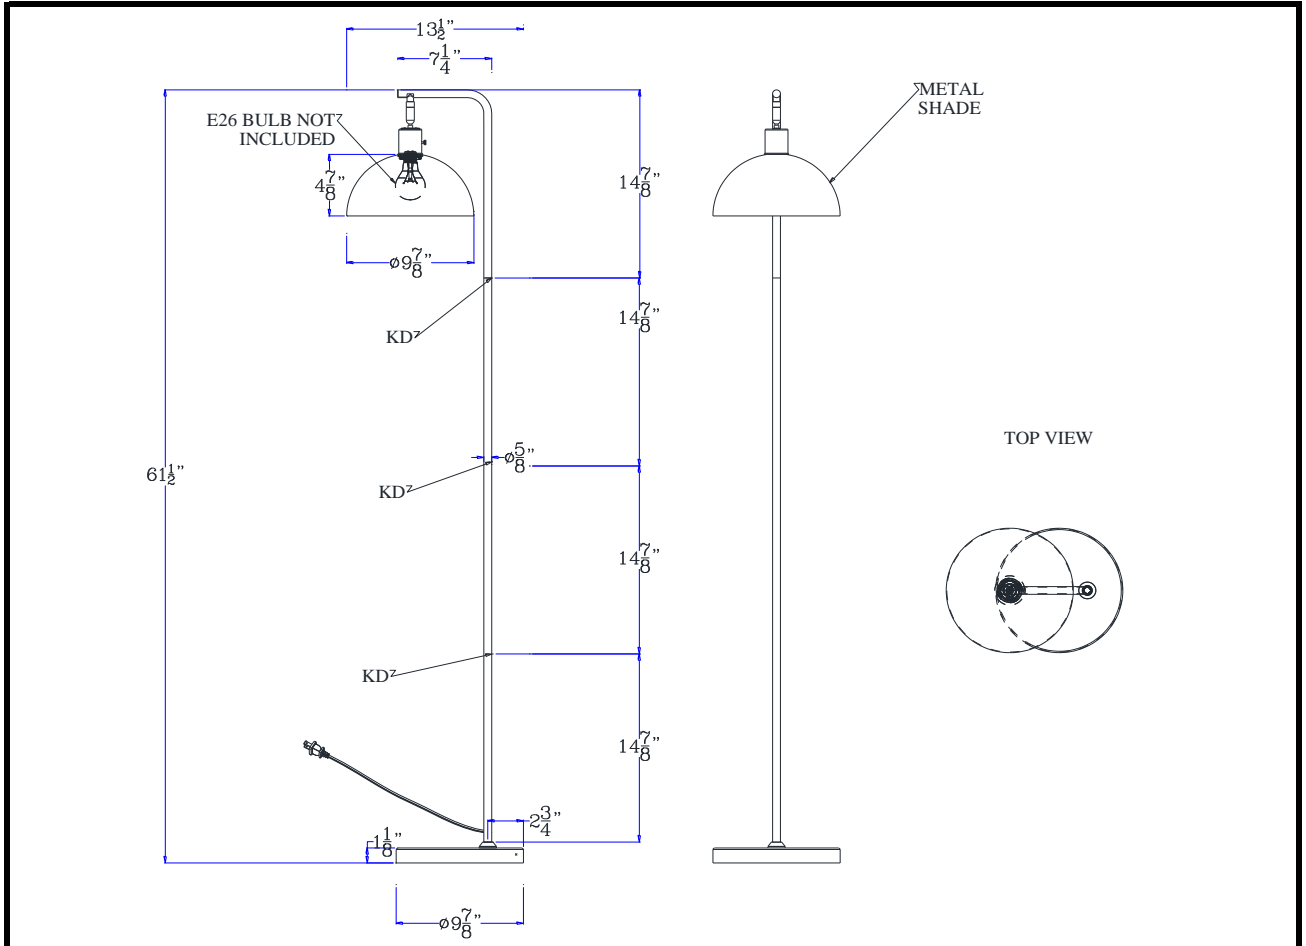 13½"
7¼"
METAL
SHADE
E26 BULB NOT
INCLUDED
4⅞"
14⅞"
ø9⅞"
14⅞"
KD
TOP VIEW
ø⅝"
61½"
KD
14⅞"
KD
14⅞"
2¾"
1⅛"
ø9⅞"